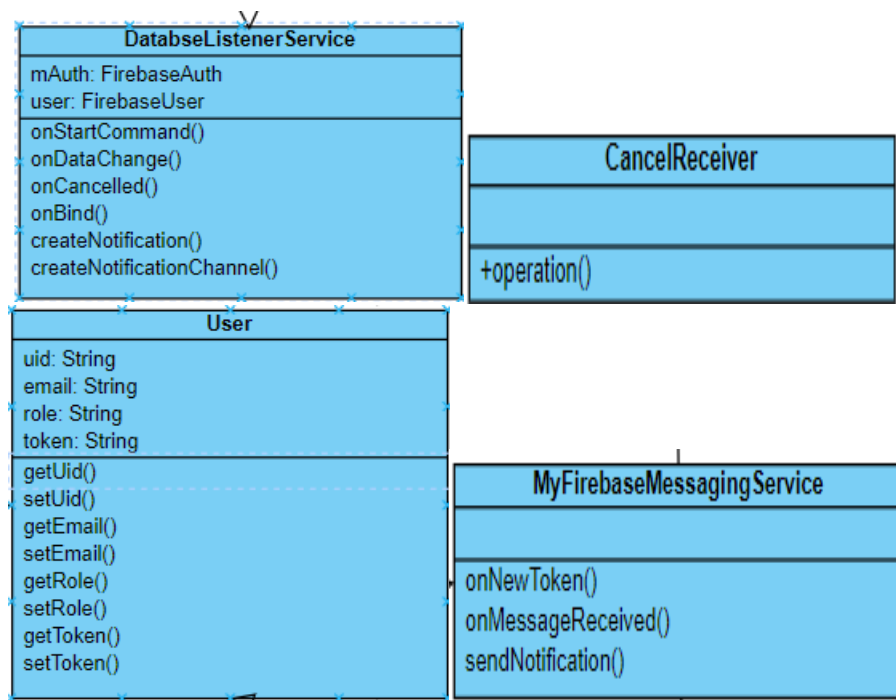 DatabseListenerService
mAuth: FirebaseAuth
user: FirebaseUser
onStartCommand()
onDataChange()
onCancelled()
onBind()
createNotification()
createNotificationChannel()
CancelReceiver
+operation()
User
uid: String
email: String
role: String
token: String
getUid()
setUid()
getEmail()
setEmail()
getRole()
setRole()
getToken()
setToken()
MyFirebaseMessagingService
onNewToken()
onMessageReceived()
sendNotification()